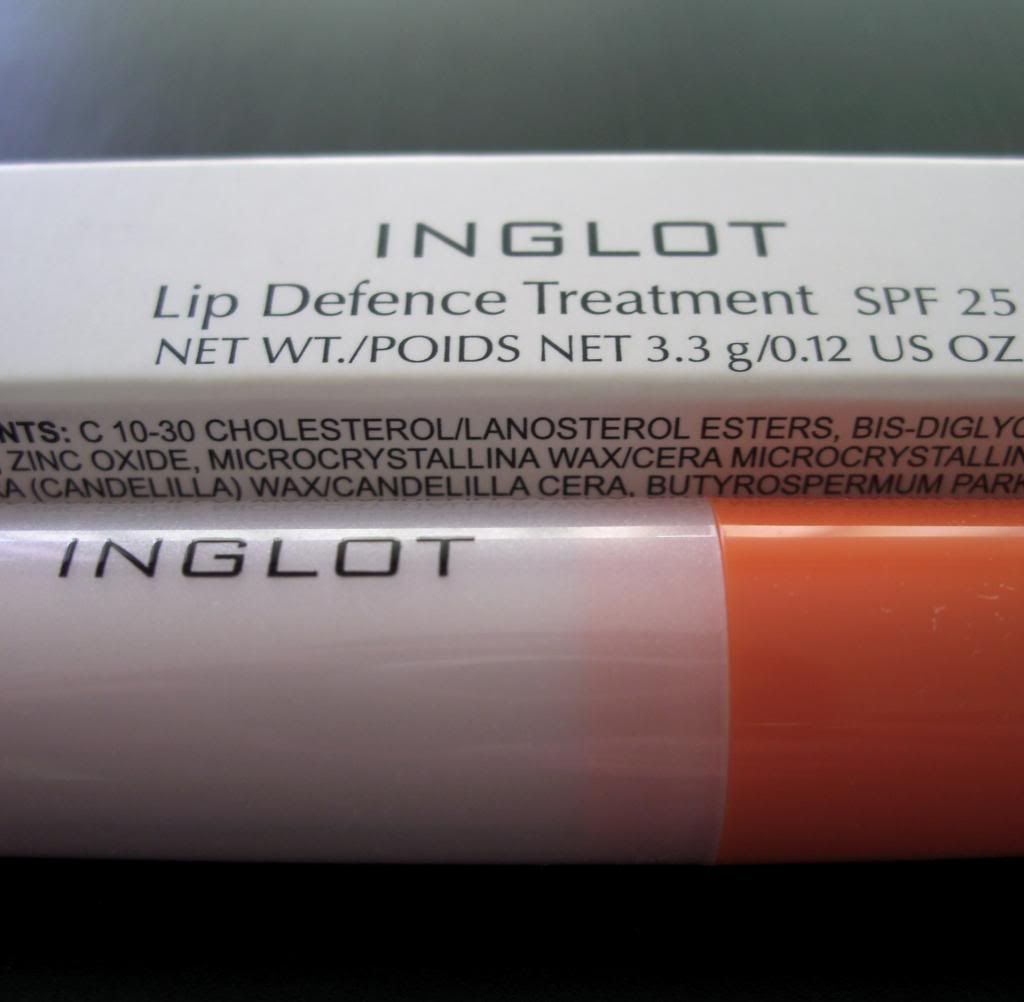 INGLOT
Lip Defence Treatment SPF 25
NET WT./POIDS NET 3.3 g/0.12 US OZ.
NTS: C 10-30 CHOLESTEROL/LANOSTEROL ESTERS, BIS-DIGLYC
, ZINC OXIDE, MICROCRYSTALLINA WAX/CERA MICROCRYSTALLIN
A (CANDELILLA) WAX/CANDELILLA CERA, BUTYROSPERMUM PARK
INGLOT